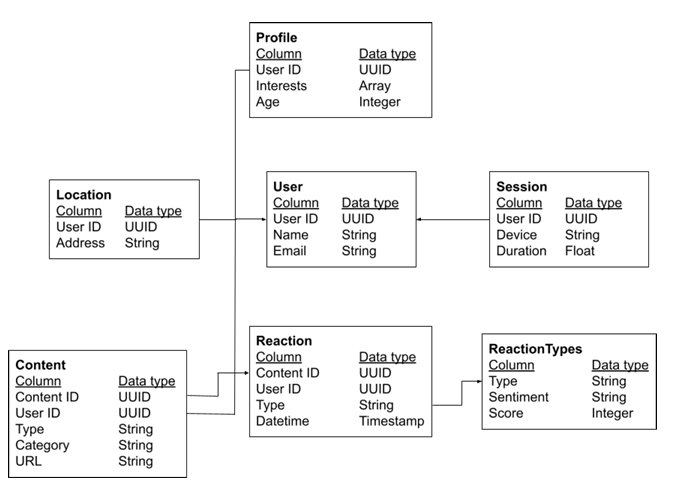 Profile
Column Data type
User ID UUID
Interests Array
Age Integer
Location
Column Data type
User ID UUID
Address String
User
Column Data type
User ID UUID
Name String
Email String
Session
Column Data type
User ID UUID
Device String
Duration Float
Content
Column Data type
Content ID UUID
User ID UUID
Type String
Category String
URL String
Reaction
Column Data type
Content ID UUID
User ID UUID
Type String
Datetime Timestamp
ReactionTypes
Column Data type
Type String
Sentiment String
Score Integer